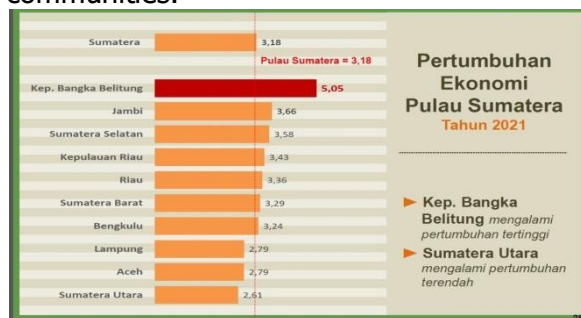 communities.
Sumatera 3,18
Pulau Sumatera = 3,18
Kep. Bangka Belitung 5,05
Jambi 3,66
Sumatera Selatan 3,58
Kepulauan Riau 3,43
Riau 3,36
Sumatera Barat 3,29
Bengkulu 3,24
Lampung 2,79
Aceh 2,79
Sumatera Utara 2,61
Pertumbuhan
Ekonomi
Pulau Sumatera
Tahun 2021
Kep. Bangka
Belitung mengalami
pertumbuhan tertinggi
Sumatera Utara
mengalami pertumbuhan
terendah